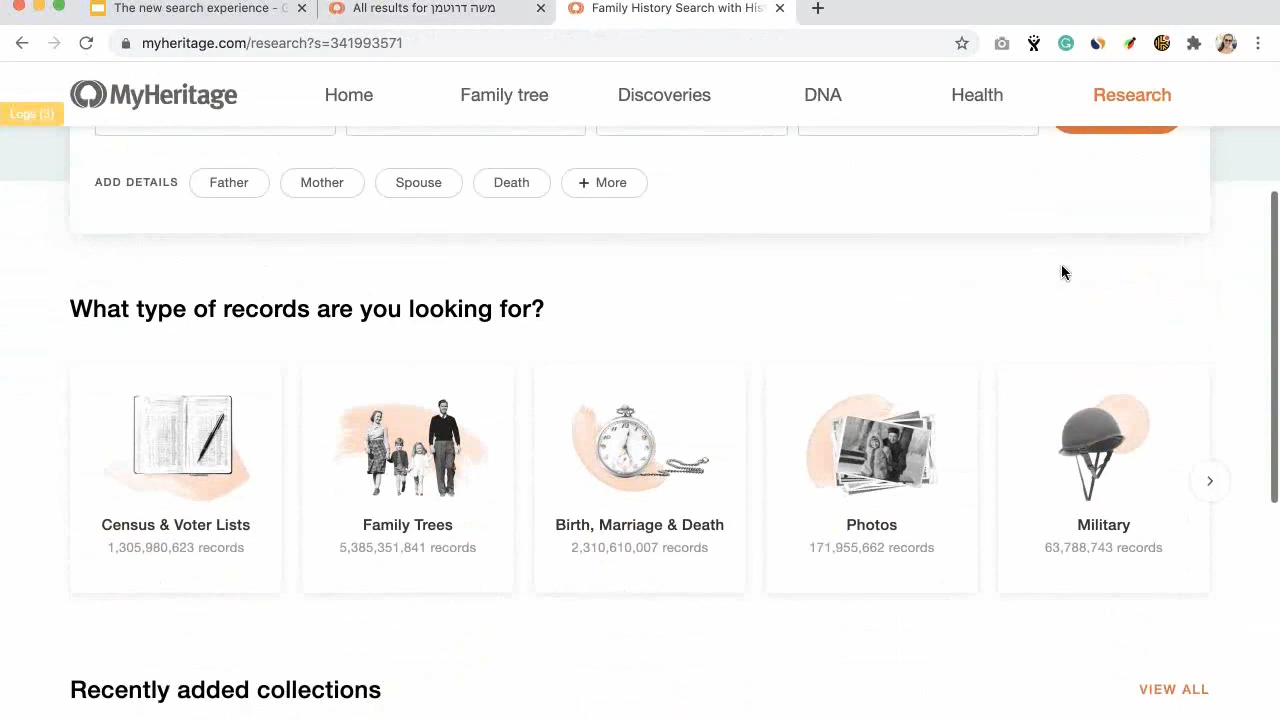 The new search experience - G
All results for משה דרוטמן
Family History Search with His
myheritage.com/research?s=341993571
MyHeritage
Home
Family tree
Discoveries
DNA
Health
Research
Logs (3)
ADD DETAILS
Father
Mother
Spouse
Death
+ More
What type of records are you looking for?
Census & Voter Lists
1,305,980,623 records
Family Trees
5,385,351,841 records
Birth, Marriage & Death
2,310,610,007 records
Photos
171,955,662 records
Military
63,788,743 records
Recently added collections
VIEW ALL